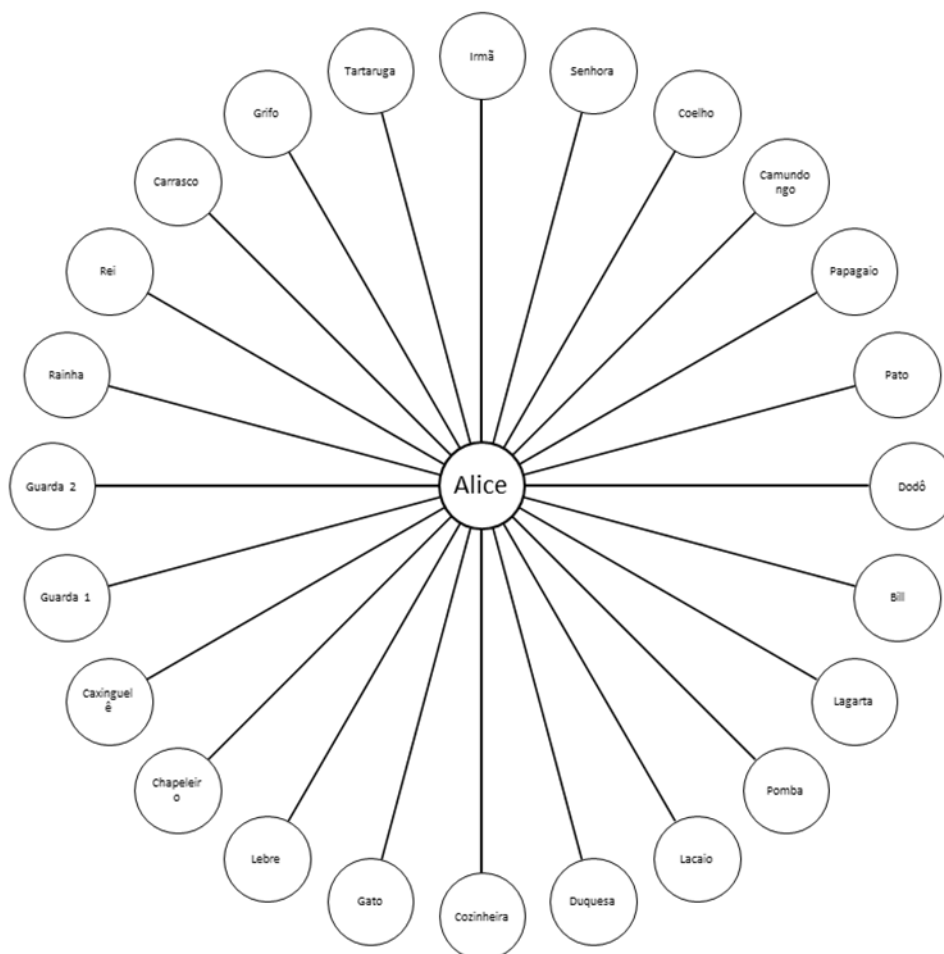 Irmã
Senhora
Coelho
Camundo
ngo
Papagaio
Pato
Dodô
Bill
Lagarta
Pomba
Lacaio
Duquesa
Cozinheira
Gato
Lebre
Chapeleir
o
Caxinguel
ê
Guarda 1
Guarda 2
Rainha
Rei
Carrasco
Grifo
Tartaruga
Alice